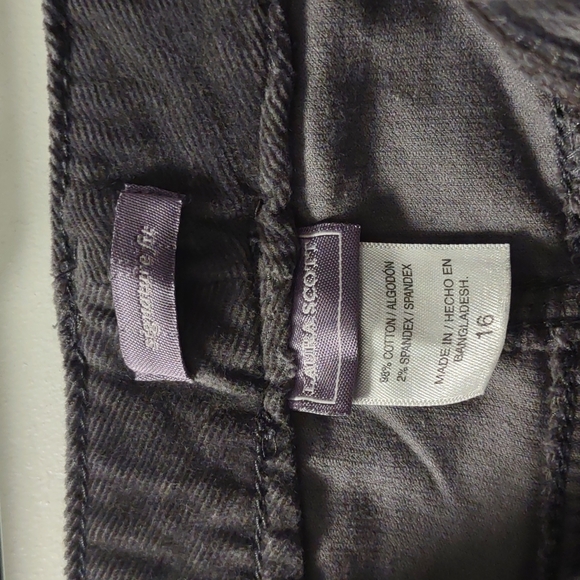 signature fit
LAURA SCOTT
98% COTTON / ALGODON
2% SPANDEX / SPANDEX
MADE IN / HECHO EN
BANGLADESH.
16